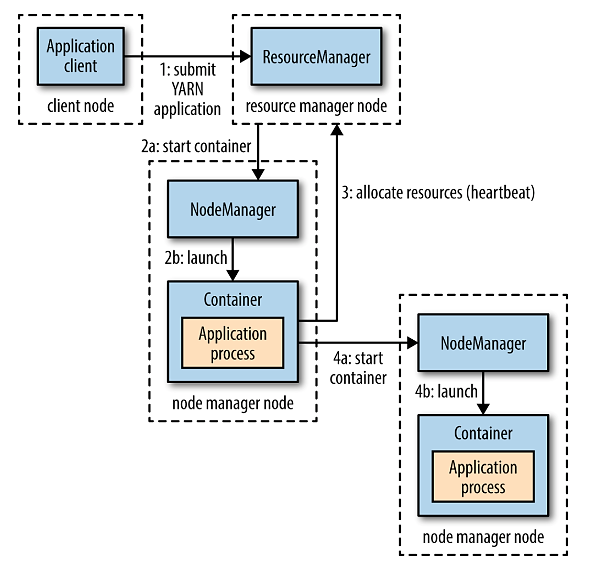 Application
client
client node
1: submit
YARN
application
ResourceManager
resource manager node
2a: start container
NodeManager
2b: launch
Container
Application
process
node manager node
3: allocate resources (heartbeat)
4a: start
container
NodeManager
4b: launch
Container
Application
process
node manager node